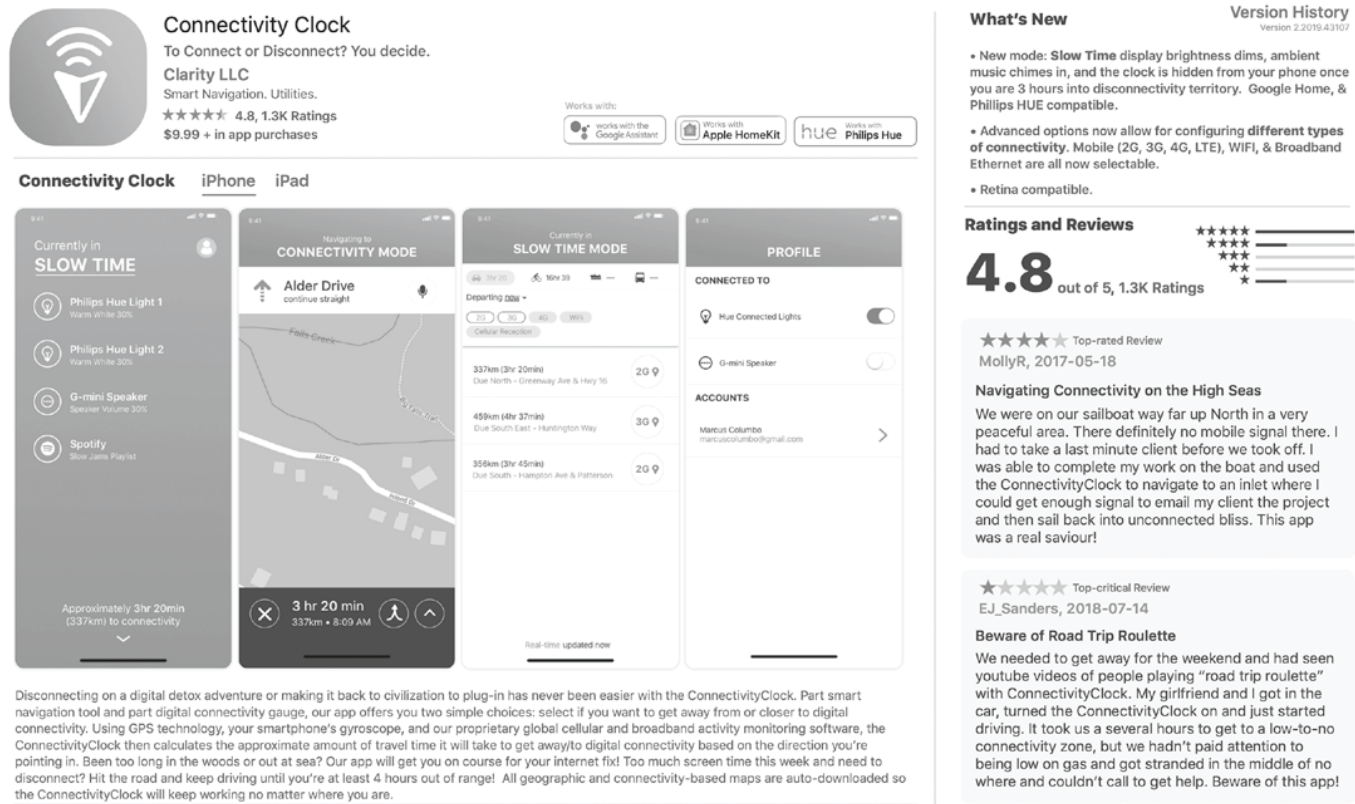 Connectivity Clock
To Connect or Disconnect? You decide.
Clarity LLC
Smart Navigation. Utilities.
★★★★★ 4.8, 1.3K Ratings
$9.99 + in app purchases
Works with:
works with the
Google Assistant
Works with
Apple HomeKit
hue
Works with
Philips Hue
Connectivity Clock iPhone iPad
9:41
Currently in
SLOW TIME
Philips Hue Light 1
Warm White 30%
Philips Hue Light 2
Warm White 30%
G-mini Speaker
Speaker Volume 30%
Spotify
Slow Jams Playlist
Approximately 3hr 20min
(337km) to connectivity
9:41
Navigating to
CONNECTIVITY MODE
Alder Drive
continue straight
Falls Creek
Alder Dr
Island Dr
3 hr 20 min
337km • 8:09 AM
9:41
Currently in
SLOW TIME MODE
3hr 20
16hr 39
—
—
Departing now
2G 3G 4G WiFi
Cellular Reception
337km (3hr 20min)
Due North - Greenway Ave & Hwy 16
2G
459km (4hr 37min)
Due South East - Huntington Way
3G
356km (3hr 45min)
Due South - Hampton Ave & Patterson
2G
Real-time updated now
9:41
PROFILE
CONNECTED TO
Hue Connected Lights
G-mini Speaker
ACCOUNTS
Marcus Columbo
marcuscolumbo@gmail.com
Disconnecting on a digital detox adventure or making it back to civilization to plug-in has never been easier with the ConnectivityClock. Part smart
navigation tool and part digital connectivity gauge, our app offers you two simple choices: select if you want to get away from or closer to digital
connectivity. Using GPS technology, your smartphone's gyroscope, and our proprietary global cellular and broadband activity monitoring software, the
ConnectivityClock then calculates the approximate amount of travel time it will take to get away/to digital connectivity based on the direction you're
pointing in. Been too long in the woods or out at sea? Our app will get you on course for your internet fix! Too much screen time this week and need to
disconnect? Hit the road and keep driving until you're at least 4 hours out of range! All geographic and connectivity-based maps are auto-downloaded so
the ConnectivityClock will keep working no matter where you are.
What's New
Version History
Version 2.2019.43107
• New mode: Slow Time display brightness dims, ambient
music chimes in, and the clock is hidden from your phone once
you are 3 hours into disconnectivity territory. Google Home, &
Phillips HUE compatible.
• Advanced options now allow for configuring different types
of connectivity. Mobile (2G, 3G, 4G, LTE), WIFI, & Broadband
Ethernet are all now selectable.
• Retina compatible.
Ratings and Reviews
★★★★★
★★★★
★★★
★★
★
4.8 out of 5, 1.3K Ratings
★★★★★ Top-rated Review
MollyR, 2017-05-18
Navigating Connectivity on the High Seas
We were on our sailboat way far up North in a very
peaceful area. There definitely no mobile signal there. I
had to take a last minute client before we took off. I
was able to complete my work on the boat and used
the ConnectivityClock to navigate to an inlet where I
could get enough signal to email my client the project
and then sail back into unconnected bliss. This app
was a real saviour!
★★★★★ Top-critical Review
EJ_Sanders, 2018-07-14
Beware of Road Trip Roulette
We needed to get away for the weekend and had seen
youtube videos of people playing "road trip roulette"
with ConnectivityClock. My girlfriend and I got in the
car, turned the ConnectivityClock on and just started
driving. It took us a several hours to get to a low-to-no
connectivity zone, but we hadn't paid attention to
being low on gas and got stranded in the middle of no
where and couldn't call to get help. Beware of this app!